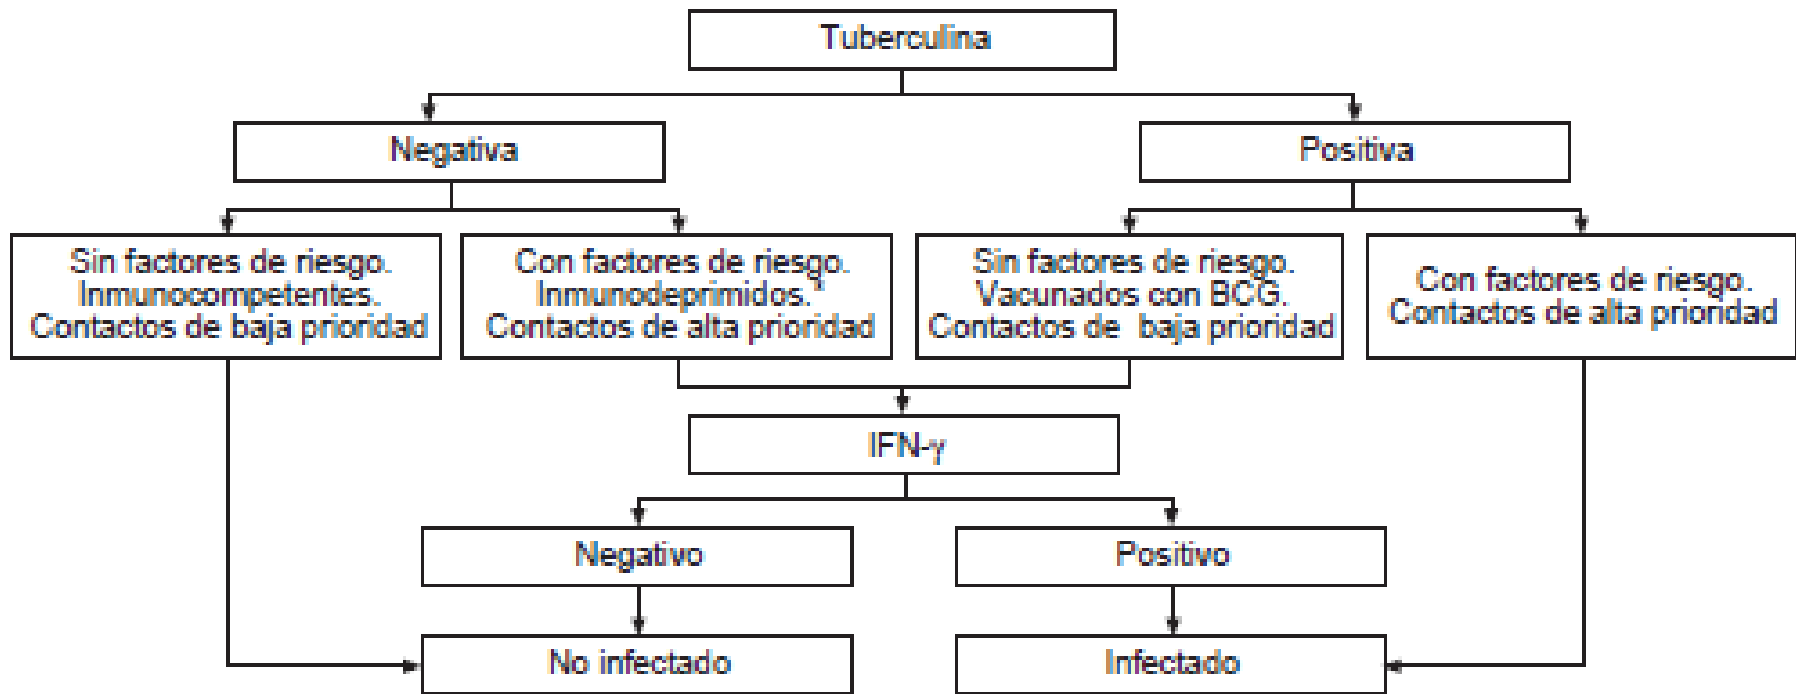 Tuberculina
Negativa
Positiva
Sin factores de riesgo.
Inmunocompetentes.
Contactos de baja prioridad
Con factores de riesgo.
Inmunodeprimidos.*
Contactos de alta prioridad
Sin factores de riesgo.
Vacunados con BCG.
Contactos de baja prioridad
Con factores de riesgo.
Contactos de alta prioridad
IFN-γ
Negativo
Positivo
No infectado
Infectado